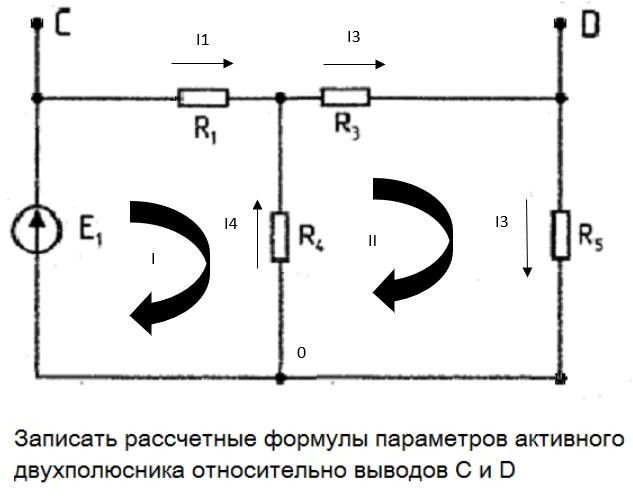 C
D
I1
I3
R₁
R₃
E₁
I4
R₄
I3
R₅
I
II
0
Записать рассчетные формулы параметров активного
двухполюсника относительно выводов С и D